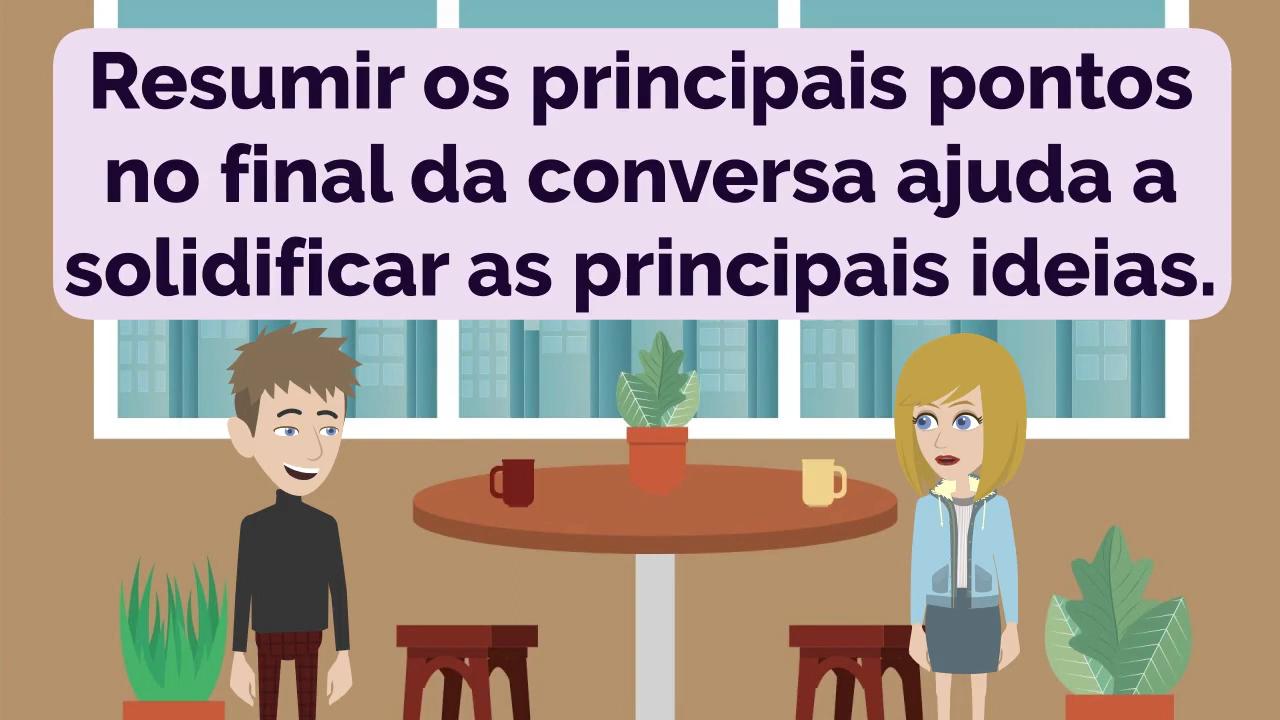 Resumir os principais pontos
no final da conversa ajuda a
solidificar as principais ideias.